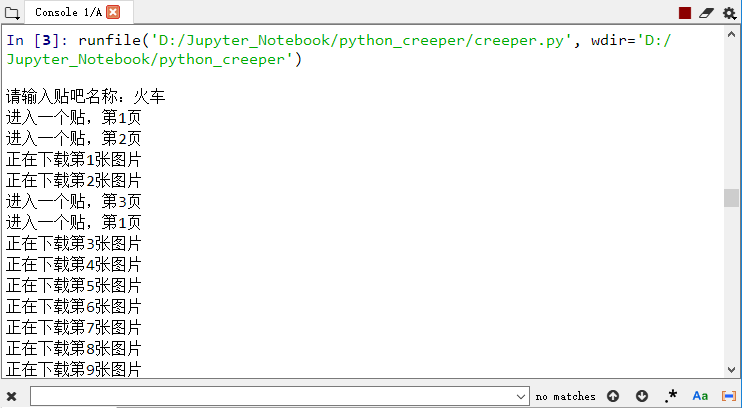 Console 1/A
In [3]: runfile('D:/Jupyter_Notebook/python_creeper/creeper.py', wdir='D:/
Jupyter_Notebook/python_creeper')
请输入贴吧名称：火车
进入一个贴，第1页
进入一个贴，第2页
正在下载第1张图片
正在下载第2张图片
进入一个贴，第3页
进入一个贴，第1页
正在下载第3张图片
正在下载第4张图片
正在下载第5张图片
正在下载第6张图片
正在下载第7张图片
正在下载第8张图片
正在下载第9张图片
no matches .* Aa